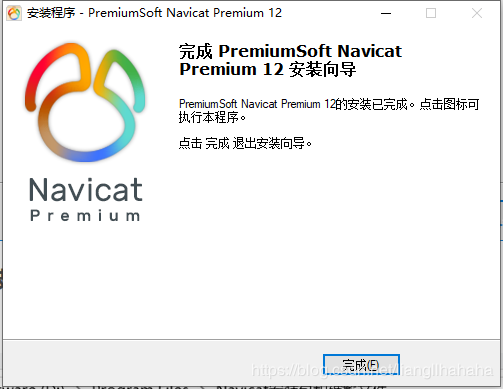 安装程序 - PremiumSoft Navicat Premium 12
完成 PremiumSoft Navicat
Premium 12 安装向导
PremiumSoft Navicat Premium 12的安装已完成。点击图标可
执行本程序。
点击 完成 退出安装向导。
Navicat
Premium
完成(F)